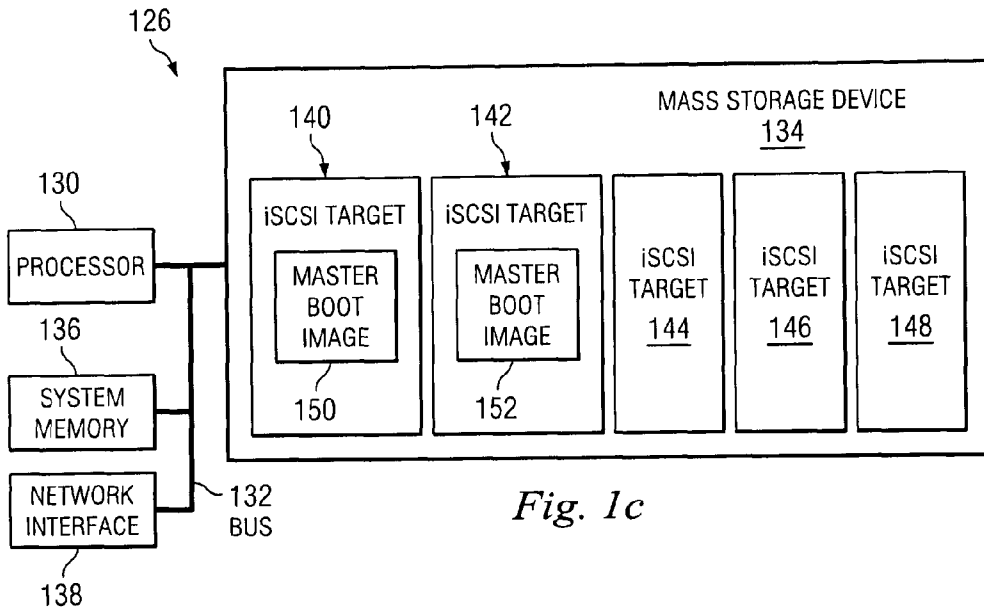 126
MASS STORAGE DEVICE
134
140
142
130
iSCSI TARGET
iSCSI TARGET
PROCESSOR
MASTER
BOOT
IMAGE
MASTER
BOOT
IMAGE
iSCSI
TARGET
144
iSCSI
TARGET
146
iSCSI
TARGET
148
136
SYSTEM
MEMORY
150
152
NETWORK
INTERFACE
132
BUS
138
Fig. 1c